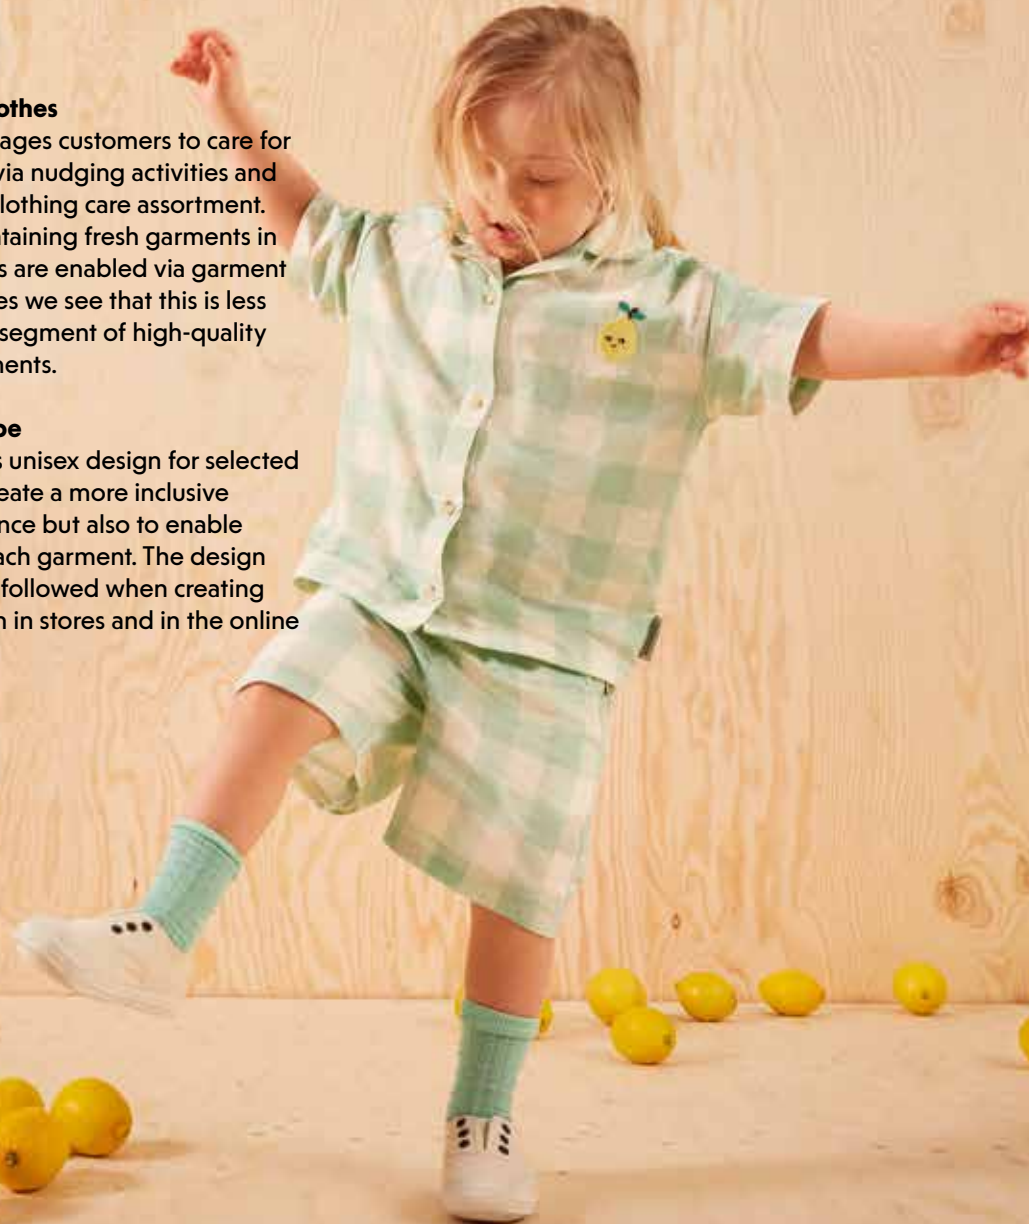 othes
ages customers to care for
via nudging activities and
lothing care assortment.
taining fresh garments in
s are enabled via garment
es we see that this is less
segment of high-quality
nents.
be
s unisex design for selected
eate a more inclusive
nce but also to enable
ach garment. The design
followed when creating
n in stores and in the online